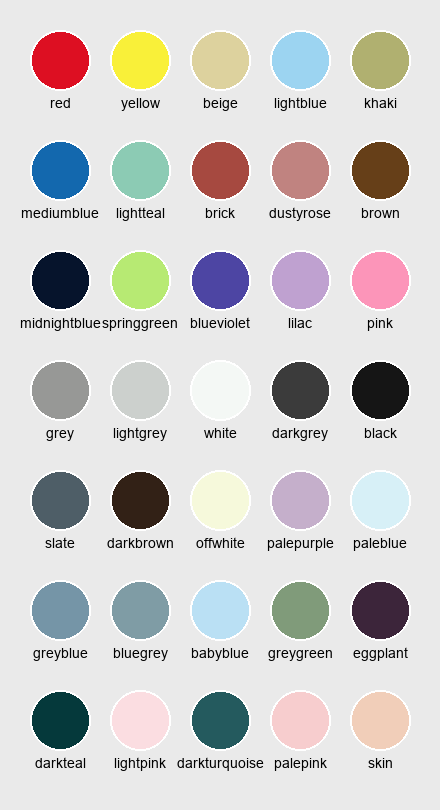 red yellow beige lightblue khaki
mediumblue lightteal brick dustyrose brown
midnightblue springgreen blueviolet lilac pink
grey lightgrey white darkgrey black
slate darkbrown offwhite palepurple paleblue
greyblue bluegrey babyblue greygreen eggplant
darkteal lightpink darkturquoise palepink skin